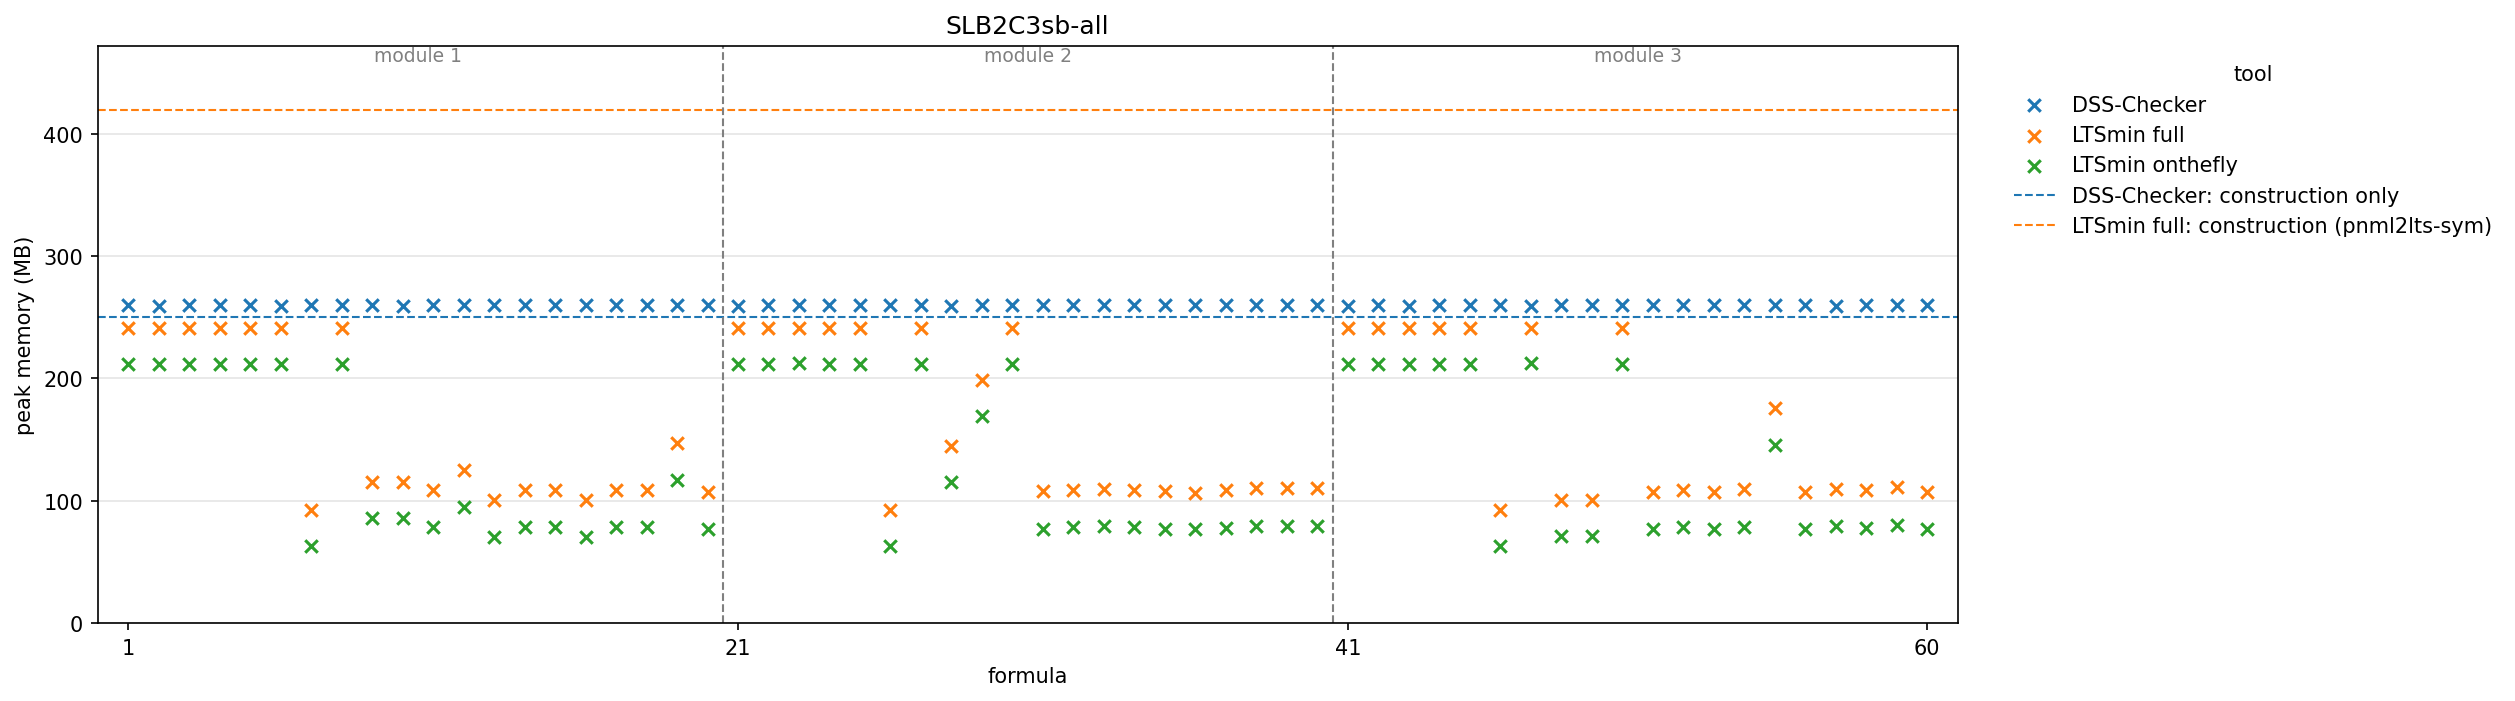 SLB2C3sb-all
module 1
module 2
module 3
peak memory (MB)
400
300
200
100
0
1
21
41
60
formula
tool
DSS-Checker
LTSmin full
LTSmin onthefly
DSS-Checker: construction only
LTSmin full: construction (pnml2lts-sym)